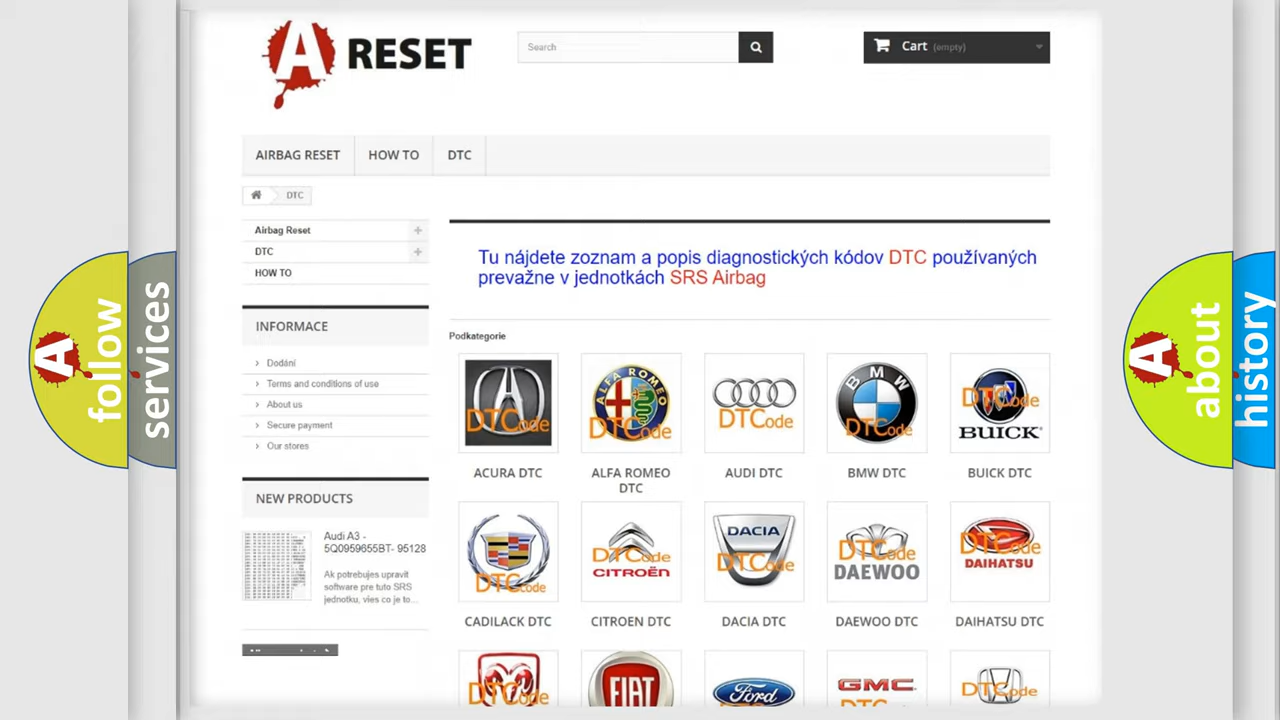 A RESET
Search
Cart (empty)
AIRBAG RESET
HOW TO
DTC
DTC
Airbag Reset
DTC
HOW TO
INFORMACE
Dodání
Terms and conditions of use
About us
Secure payment
Our stores
NEW PRODUCTS
Audi A3 -
5Q0959655BT- 95128
Ak potrebujes upravit
software pre tuto SRS
jednotku, vies co je to...
Tu nájdete zoznam a popis diagnostických kódov DTC používaných
prevažne v jednotkách SRS Airbag
Podkategorie
DTCode
ALFA ROMEO
DTCode
DTCode
BMW
DTCode
DTCode
BUICK
ACURA DTC
ALFA ROMEO
DTC
AUDI DTC
BMW DTC
BUICK DTC
DTCode
DTCode
CITROËN
DACIA
DTCode
DTCode
DAEWOO
DTCode
DAIHATSU
CADILACK DTC
CITROEN DTC
DACIA DTC
DAEWOO DTC
DAIHATSU DTC
DTCode
FIAT
Ford
GMC
DTCode
A follow
services
A about
history